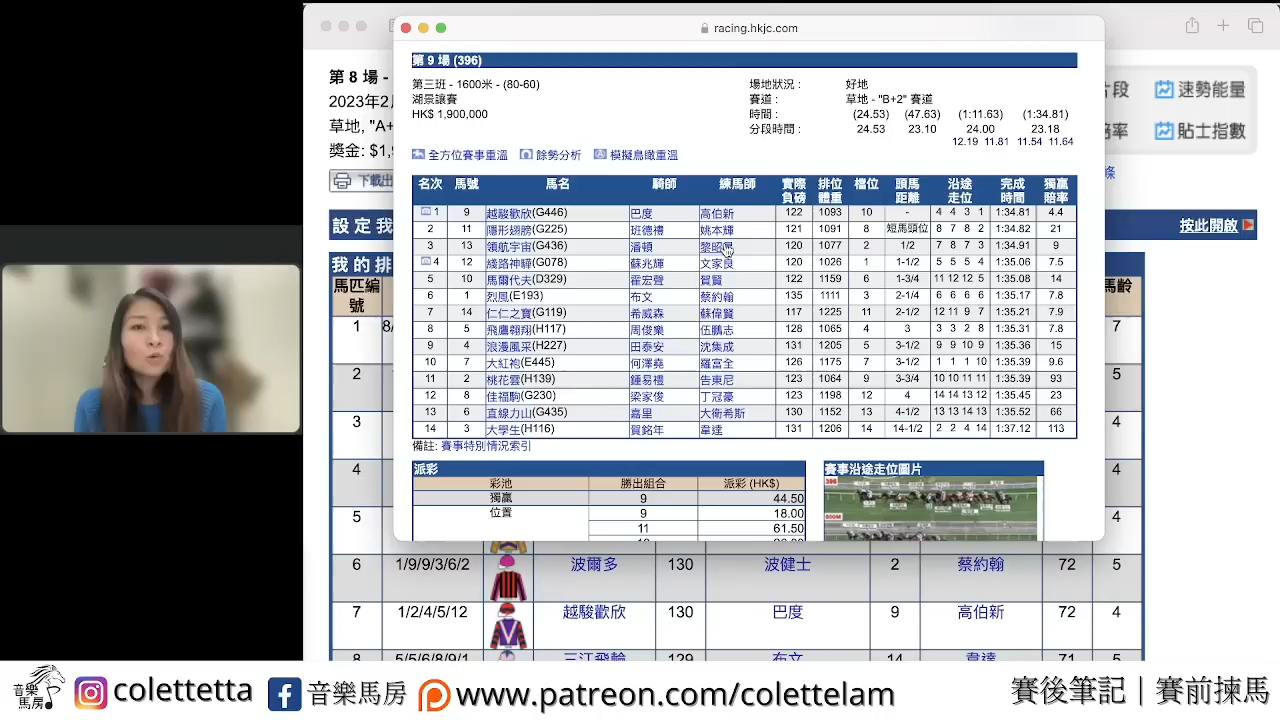 racing.hkjc.com
第 9 場 (396)
第三班 - 1600米 - (80-60) 場地狀況 : 好地
湖景讓賽 賽道 : 草地 - "B+2" 賽道
HK$ 1,900,000 時間 : (24.53) (47.63) (1:11.63) (1:34.81)
分段時間 : 24.53 23.10 24.00 23.18
12.19 11.81 11.54 11.64
全方位賽事重溫 餘勢分析 模擬鳥瞰重溫
名次 馬號 馬名 騎師 練馬師 實際負磅 排位體重 檔位 頭馬距離 沿途走位 完成時間 獨贏賠率
1 9 越駿歡欣(G446) 巴度 高伯新 122 1093 10 - 4 4 3 1 1:34.81 4.4
2 11 隱形翅膀(G225) 班德禮 姚本輝 121 1091 8 短馬頭位 8 7 8 2 1:34.82 21
3 13 領航宇宙(G436) 潘頓 黎昭昇 120 1077 2 1/2 7 8 7 3 1:34.91 9
4 12 綫路神驊(G078) 蘇兆輝 文家良 120 1026 1 1-1/2 5 5 5 4 1:35.06 7.5
5 10 馬爾代夫(D329) 霍宏聲 賀賢 122 1159 6 1-3/4 11 12 12 5 1:35.08 14
6 1 烈風(E193) 布文 蔡約翰 135 1111 3 2-1/4 6 6 6 6 1:35.17 7.8
7 14 仁仁之寶(G119) 希威森 蘇偉賢 117 1225 11 2-1/2 12 11 9 7 1:35.21 7.9
8 5 飛鷹翱翔(H117) 周俊樂 伍鵬志 128 1065 4 3 3 3 2 8 1:35.31 7.8
9 4 浪漫風采(H227) 田泰安 沈集成 131 1205 5 3-1/2 9 9 10 9 1:35.36 15
10 7 大紅袍(E445) 何澤堯 羅富全 126 1175 7 3-1/2 1 1 1 10 1:35.39 9.6
11 2 桃花雲(H139) 鍾易禮 告東尼 123 1064 9 3-3/4 10 10 11 11 1:35.39 93
12 8 佳福駒(G230) 梁家俊 丁冠豪 123 1198 12 4 14 14 13 12 1:35.45 23
13 6 直線力山(G435) 嘉里 大衛希斯 130 1152 13 4-1/2 13 13 14 13 1:35.52 66
14 3 大學生(H116) 賀銘年 韋達 131 1206 14 14-1/2 2 2 4 14 1:37.12 113
備註: 賽事特別情況索引
派彩 賽事沿途走位圖片
彩池 勝出組合 派彩 (HK$)
獨贏 9 44.50
位置 9 18.00
11 61.50
第 8 場 -
2023年2
草地, "A+
獎金: $1,9
下載出
設定我
我的排
馬匹編號
片段 速勢能量
賠率 貼士指數
條
按此開啟
馬齡
1 8/ 7
2 5
3 4
4 4
5 4
6 1/9/9/3/6/2 波爾多 130 波健士 2 蔡約翰 72 5
7 1/2/4/5/12 越駿歡欣 130 巴度 9 高伯新 72 4
8 5/5/6/8/9/1 三江飛輪 129 布文 14 韋達 71 5
音樂馬房 colettetta 音樂馬房 www.patreon.com/colettelam 賽後筆記｜賽前揀馬